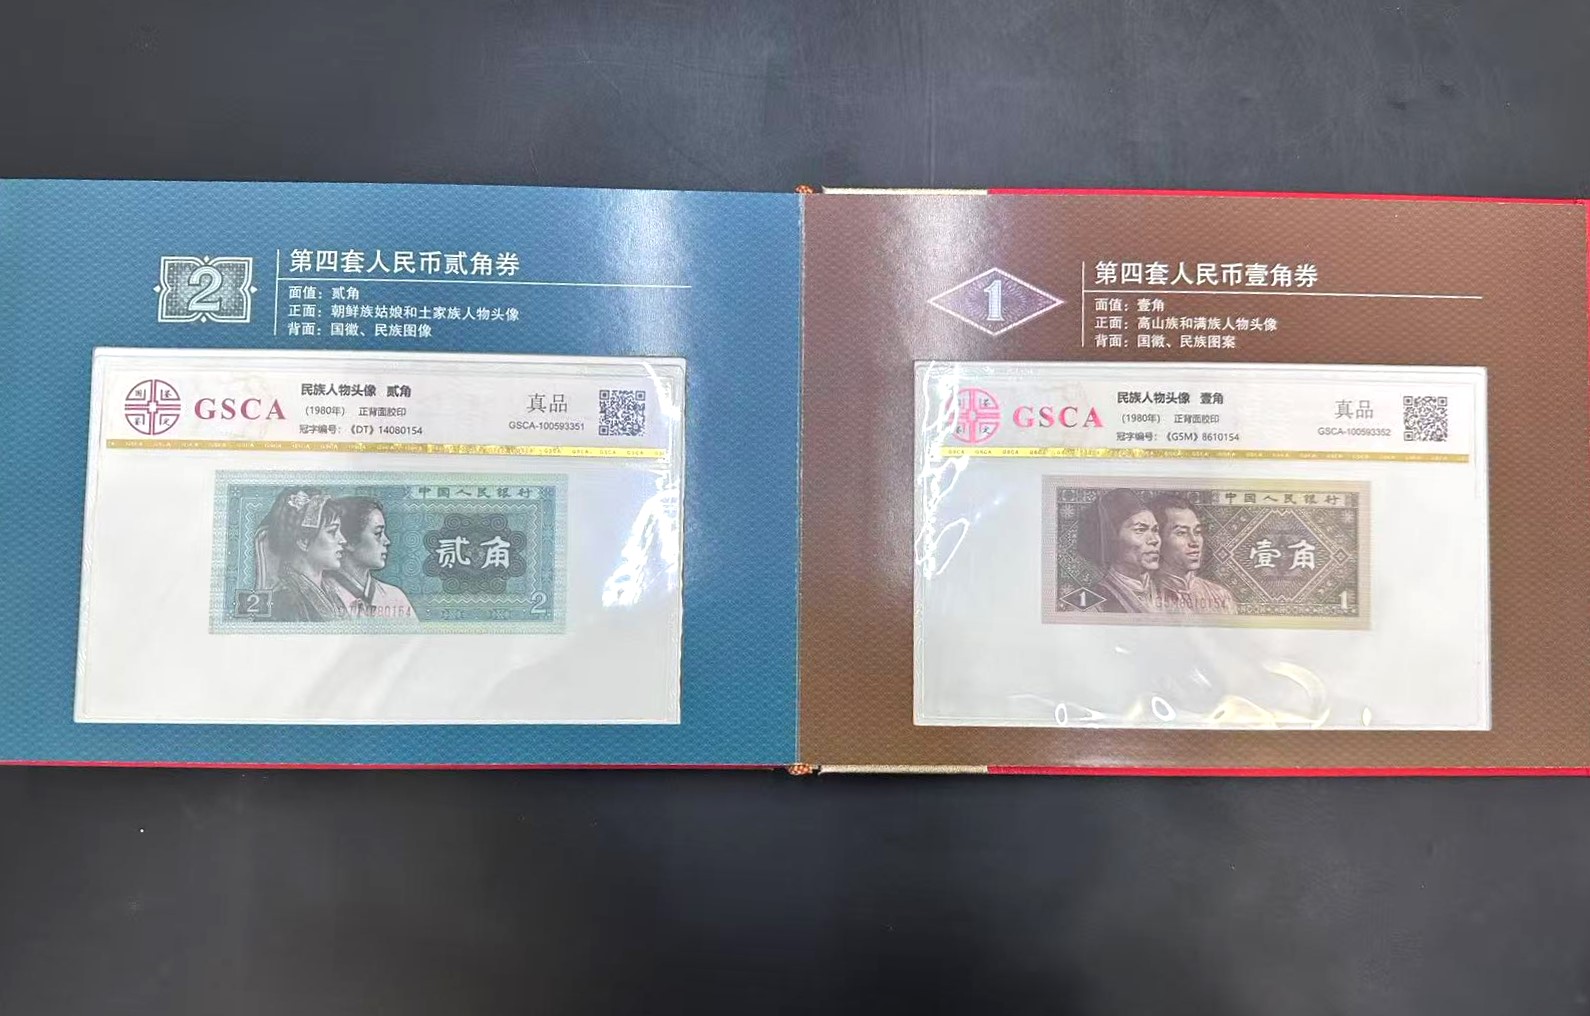 2
第四套人民币贰角券
面值：贰角
正面：朝鲜族姑娘和土家族人物头像
背面：国徽、民族图像
GSCA
民族人物头像 贰角
(1980年) 正背面胶印
冠字编号：《DT》14080154
真品
GSCA-100593351
中国人民银行
贰角
2
2
1
第四套人民币壹角券
面值：壹角
正面：高山族和满族人物头像
背面：国徽、民族图案
GSCA
民族人物头像 壹角
(1980年) 正背面胶印
冠字编号：《GSM》8610154
真品
GSCA-100593352
中国人民银行
壹角
1
1